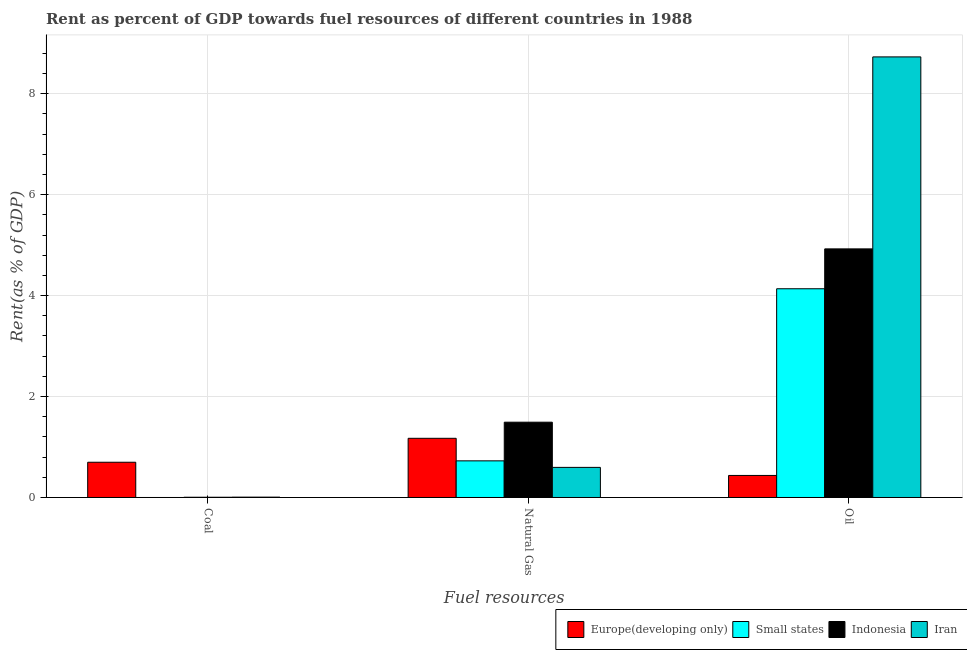 Rent as percent of GDP towards fuel resources of different countries in 1988
Rent(as % of GDP)
8
6
4
2
0
Coal
Natural Gas
Oil
Fuel resources
Europe(developing only)
Small states
Indonesia
Iran